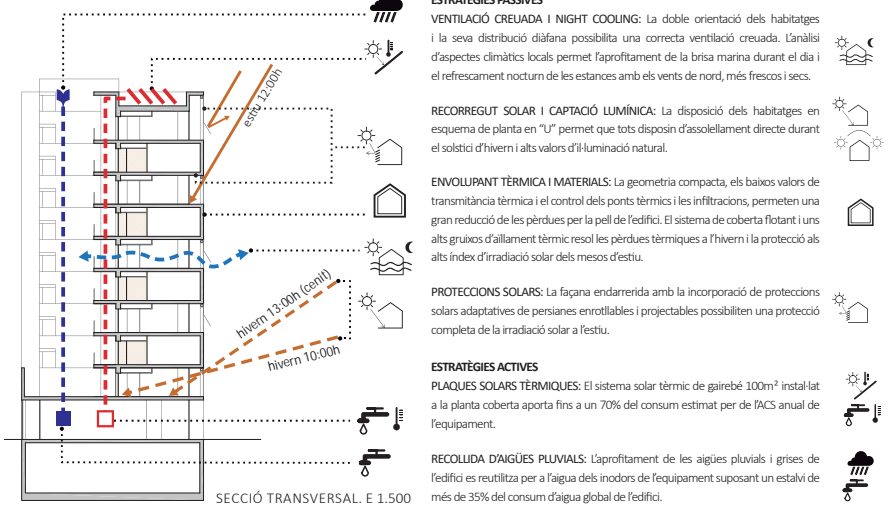 estiu 12:00h
hivern 13:00h (cenit)
hivern 10:00h
SECCIÓ TRANSVERSAL. E 1.500
ESTRATÈGIES PASSIVES
VENTILACIÓ CREUADA I NIGHT COOLING: La doble orientació dels habitatges
i la seva distribució diàfana possibilita una correcta ventilació creuada. L'anàlisi
d'aspectes climàtics locals permet l'aprofitament de la brisa marina durant el dia i
el refrescament nocturn de les estances amb els vents de nord, més frescos i secs.
RECORREGUT SOLAR I CAPTACIÓ LUMÍNICA: La disposició dels habitatges en
esquema de planta en "U" permet que tots disposin d'assolellament directe durant
el solstici d'hivern i alts valors d'il·luminació natural.
ENVOLUPANT TÈRMICA I MATERIALS: La geometria compacta, els baixos valors de
transmitància tèrmica i el control dels ponts tèrmics i les infiltracions, permeten una
gran reducció de les pèrdues per la pell de l'edifici. El sistema de coberta flotant i uns
alts gruixos d'aïllament tèrmic resol les pèrdues tèrmiques a l'hivern i la protecció als
alts índex d'irradiació solar dels mesos d'estiu.
PROTECCIONS SOLARS: La façana endarrerida amb la incorporació de proteccions
solars adaptatives de persianes enrotllables i projectables possibiliten una protecció
completa de la irradiació solar a l'estiu.
ESTRATÈGIES ACTIVES
PLAQUES SOLARS TÈRMIQUES: El sistema solar tèrmic de gairebé 100m² instal·lat
a la planta coberta aporta fins a un 70% del consum estimat per de l'ACS anual de
l'equipament.
RECOLLIDA D'AIGÜES PLUVIALS: L'aprofitament de les aigües pluvials i grises de
l'edifici es reutilitza per a l'aigua dels inodors de l'equipament suposant un estalvi de
més de 35% del consum d'aigua global de l'edifici.